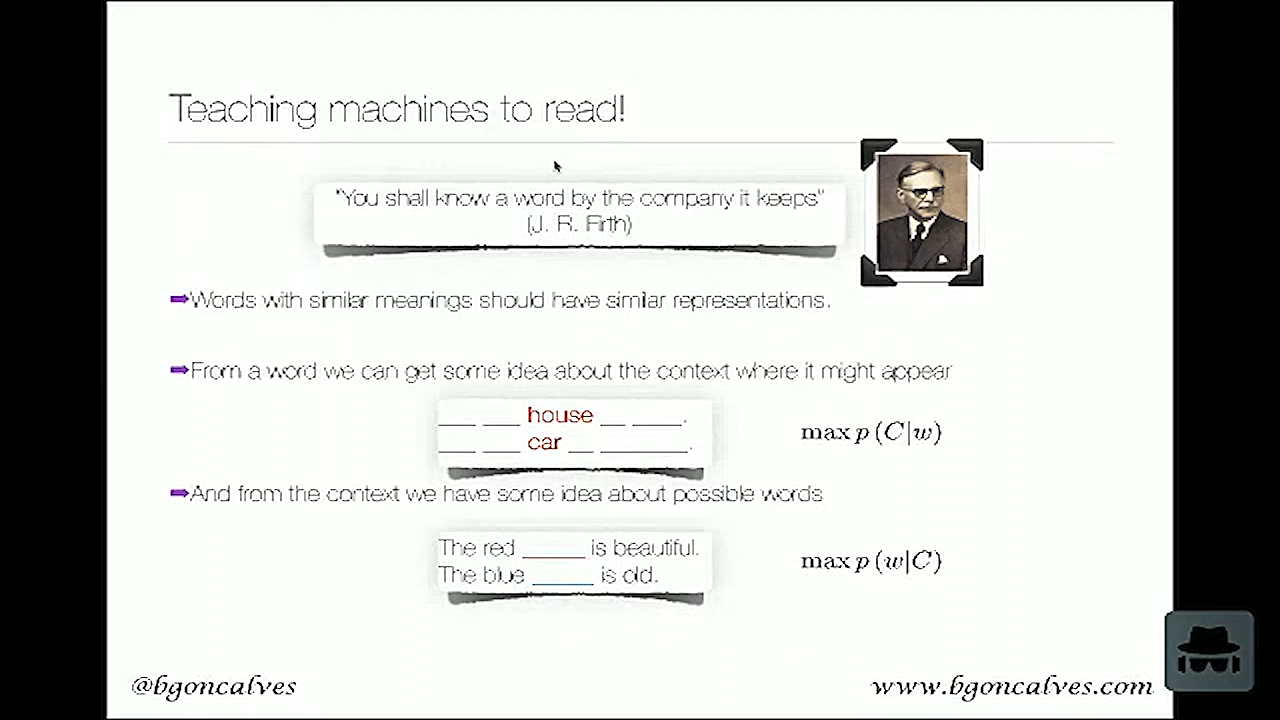 Teaching machines to read!
"You shall know a word by the company it keeps"
(J. R. Firth)
➡Words with similar meanings should have similar representations.
➡From a word we can get some idea about the context where it might appear
___ ___ house __ ____.
___ ___ car __ _______.
max p (C|w)
➡And from the context we have some idea about possible words
The red _____ is beautiful.
The blue _____ is old.
max p (w|C)
@bgoncalves
www.bgoncalves.com